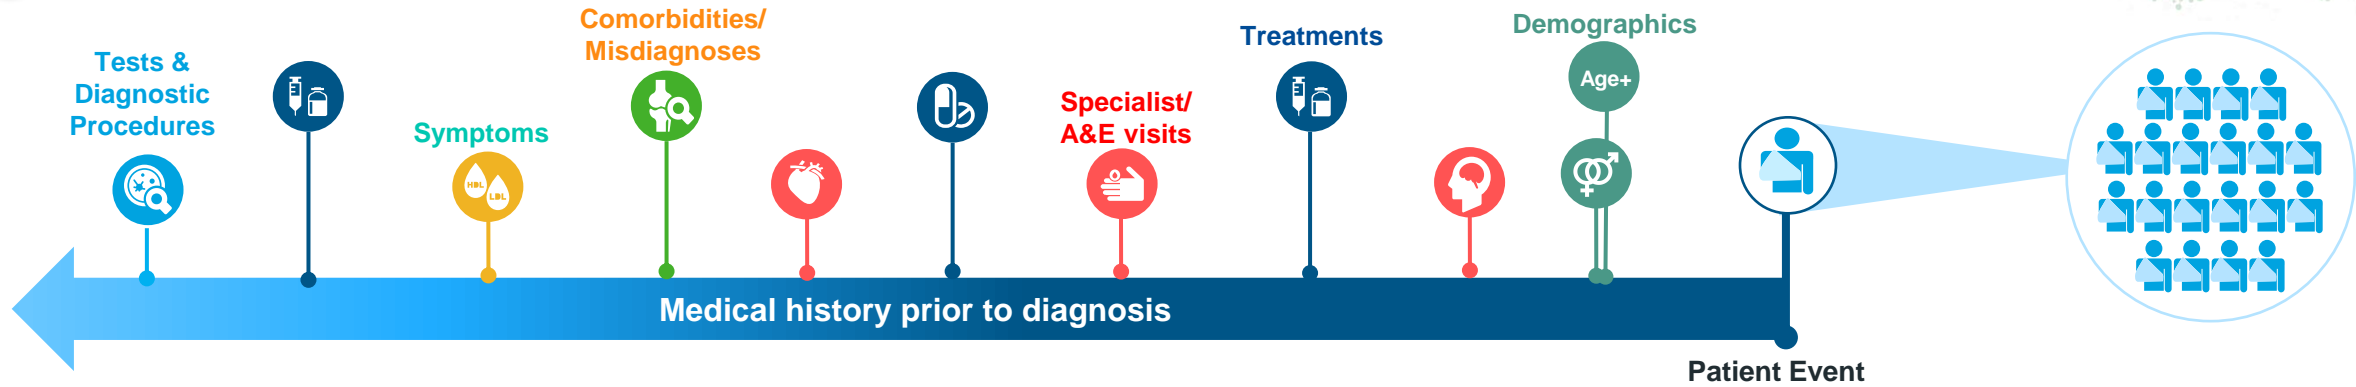 Tests &
Diagnostic
Procedures
Symptoms
HDL
LDL
Comorbidities/
Misdiagnoses
Specialist/
A&E visits
Treatments
Demographics
Age+
Medical history prior to diagnosis
Patient Event